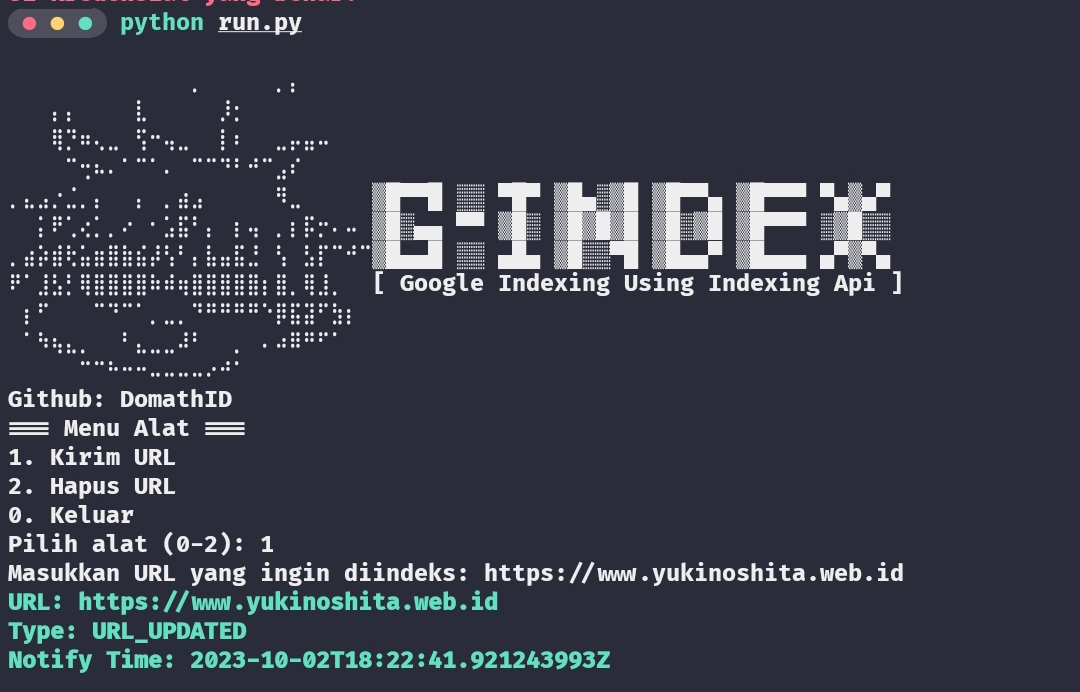 python run.py
G-INDEX
[ Google Indexing Using Indexing Api ]
Github: DomathID
=== Menu Alat ===
1. Kirim URL
2. Hapus URL
0. Keluar
Pilih alat (0-2): 1
Masukkan URL yang ingin diindeks: https://www.yukinoshita.web.id
URL: https://www.yukinoshita.web.id
Type: URL_UPDATED
Notify Time: 2023-10-02T18:22:41.921243993Z